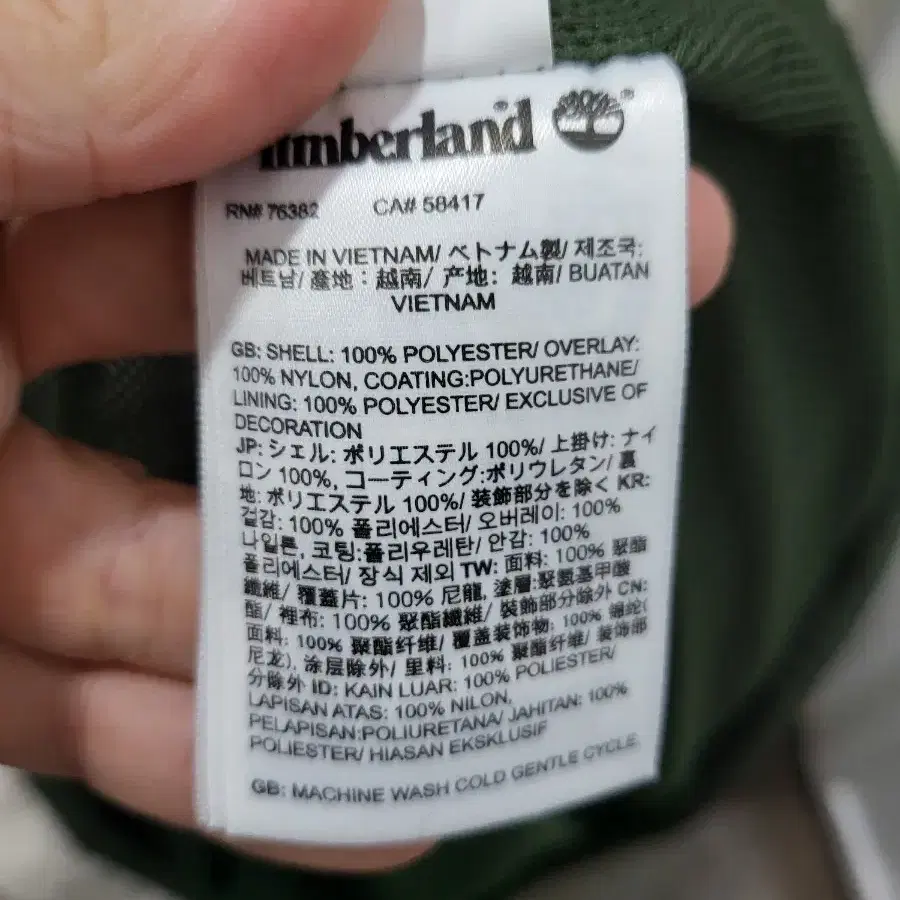 Timberland
RN# 76382 CA# 58417
MADE IN VIETNAM/ ベトナム製/ 제조국:
베트남/ 產地：越南/ 产地：越南/ BUATAN
VIETNAM
GB: SHELL: 100% POLYESTER/ OVERLAY:
100% NYLON, COATING:POLYURETHANE/
LINING: 100% POLYESTER/ EXCLUSIVE OF
DECORATION
JP: シェル: ポリエステル 100%/ 上掛け: ナイ
ロン 100%, コーティング:ポリウレタン/ 裏
地: ポリエステル 100%/ 装飾部分を除く KR:
겉감: 100% 폴리에스터/ 오버레이: 100%
나일론, 코팅:폴리우레탄/ 안감: 100%
폴리에스터/ 장식 제외 TW: 面料: 100% 聚酯
纖維/ 覆蓋片: 100% 尼龍, 塗層:聚氨基甲酸
酯/ 裡布: 100% 聚酯纖維/ 裝飾部分除外 CN:
面料: 100% 聚酯纤维/ 覆盖装饰物: 100% 锦纶(
尼龙), 涂层除外/ 里料: 100% 聚酯纤维/ 装饰部
分除外 ID: KAIN LUAR: 100% POLIESTER/
LAPISAN ATAS: 100% NILON,
PELAPISAN:POLIURETANA/ JAHITAN: 100%
POLIESTER/ HIASAN EKSKLUSIF
GB: MACHINE WASH COLD GENTLE CYCLE,